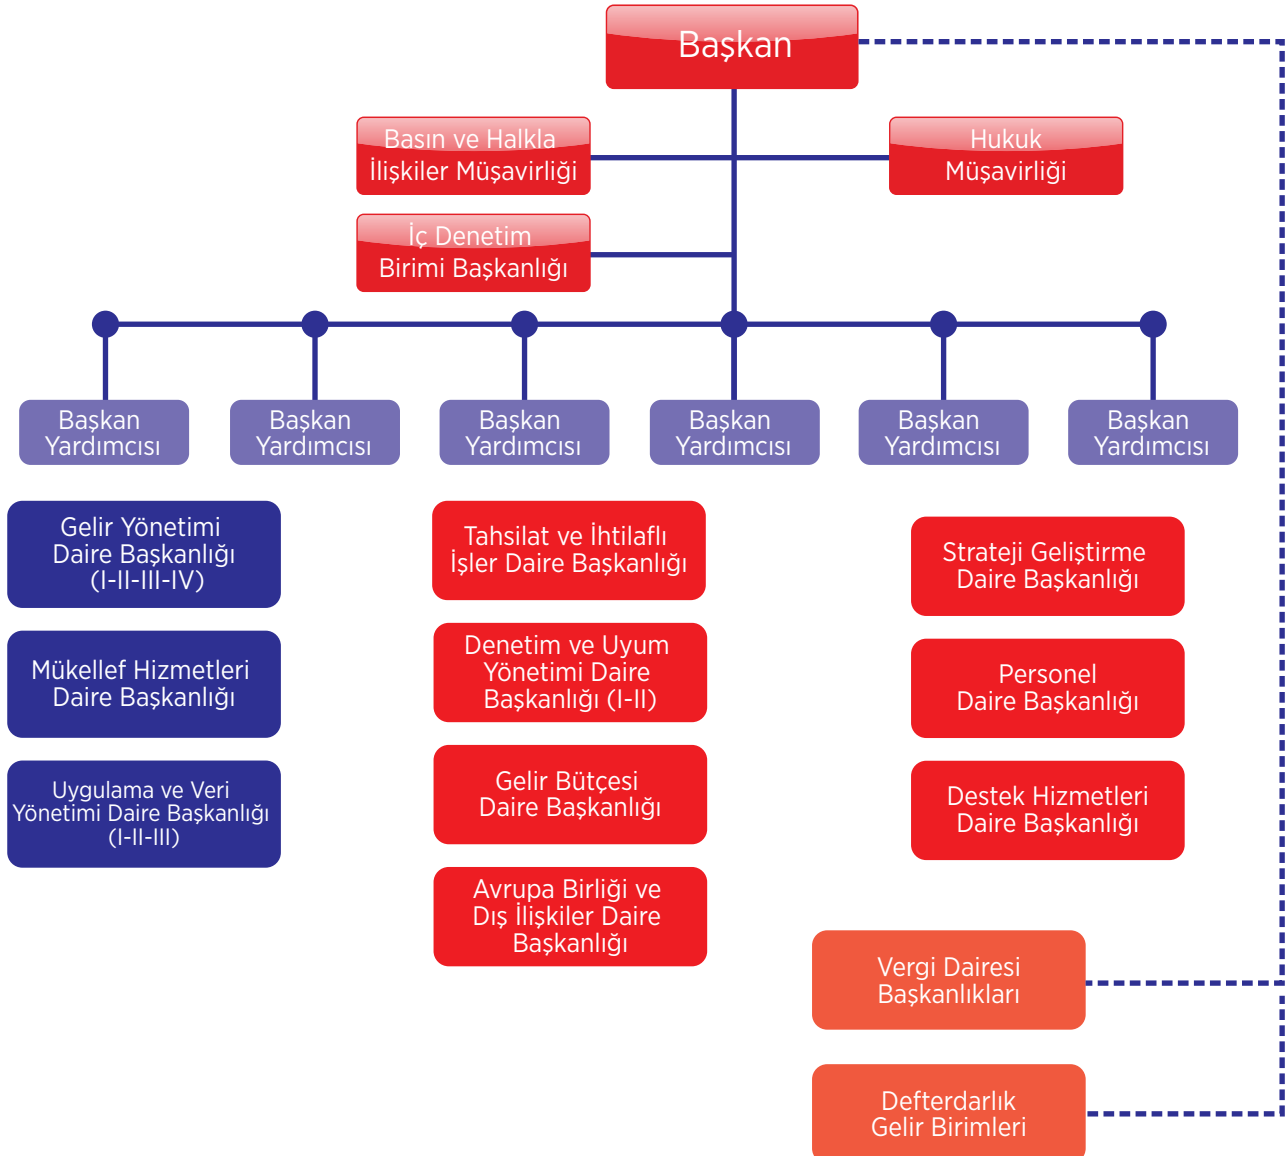 Başkan
Basın ve Halkla
İlişkiler Müşavirliği
Hukuk
Müşavirliği
İç Denetim
Birimi Başkanlığı
Başkan
Yardımcısı
Başkan
Yardımcısı
Başkan
Yardımcısı
Başkan
Yardımcısı
Başkan
Yardımcısı
Başkan
Yardımcısı
Gelir Yönetimi
Daire Başkanlığı
(I-II-III-IV)
Mükellef Hizmetleri
Daire Başkanlığı
Uygulama ve Veri
Yönetimi Daire Başkanlığı
(I-II-III)
Tahsilat ve İhtilaflı
İşler Daire Başkanlığı
Denetim ve Uyum
Yönetimi Daire
Başkanlığı (I-II)
Gelir Bütçesi
Daire Başkanlığı
Avrupa Birliği ve
Dış İlişkiler Daire
Başkanlığı
Strateji Geliştirme
Daire Başkanlığı
Personel
Daire Başkanlığı
Destek Hizmetleri
Daire Başkanlığı
Vergi Dairesi
Başkanlıkları
Defterdarlık
Gelir Birimleri